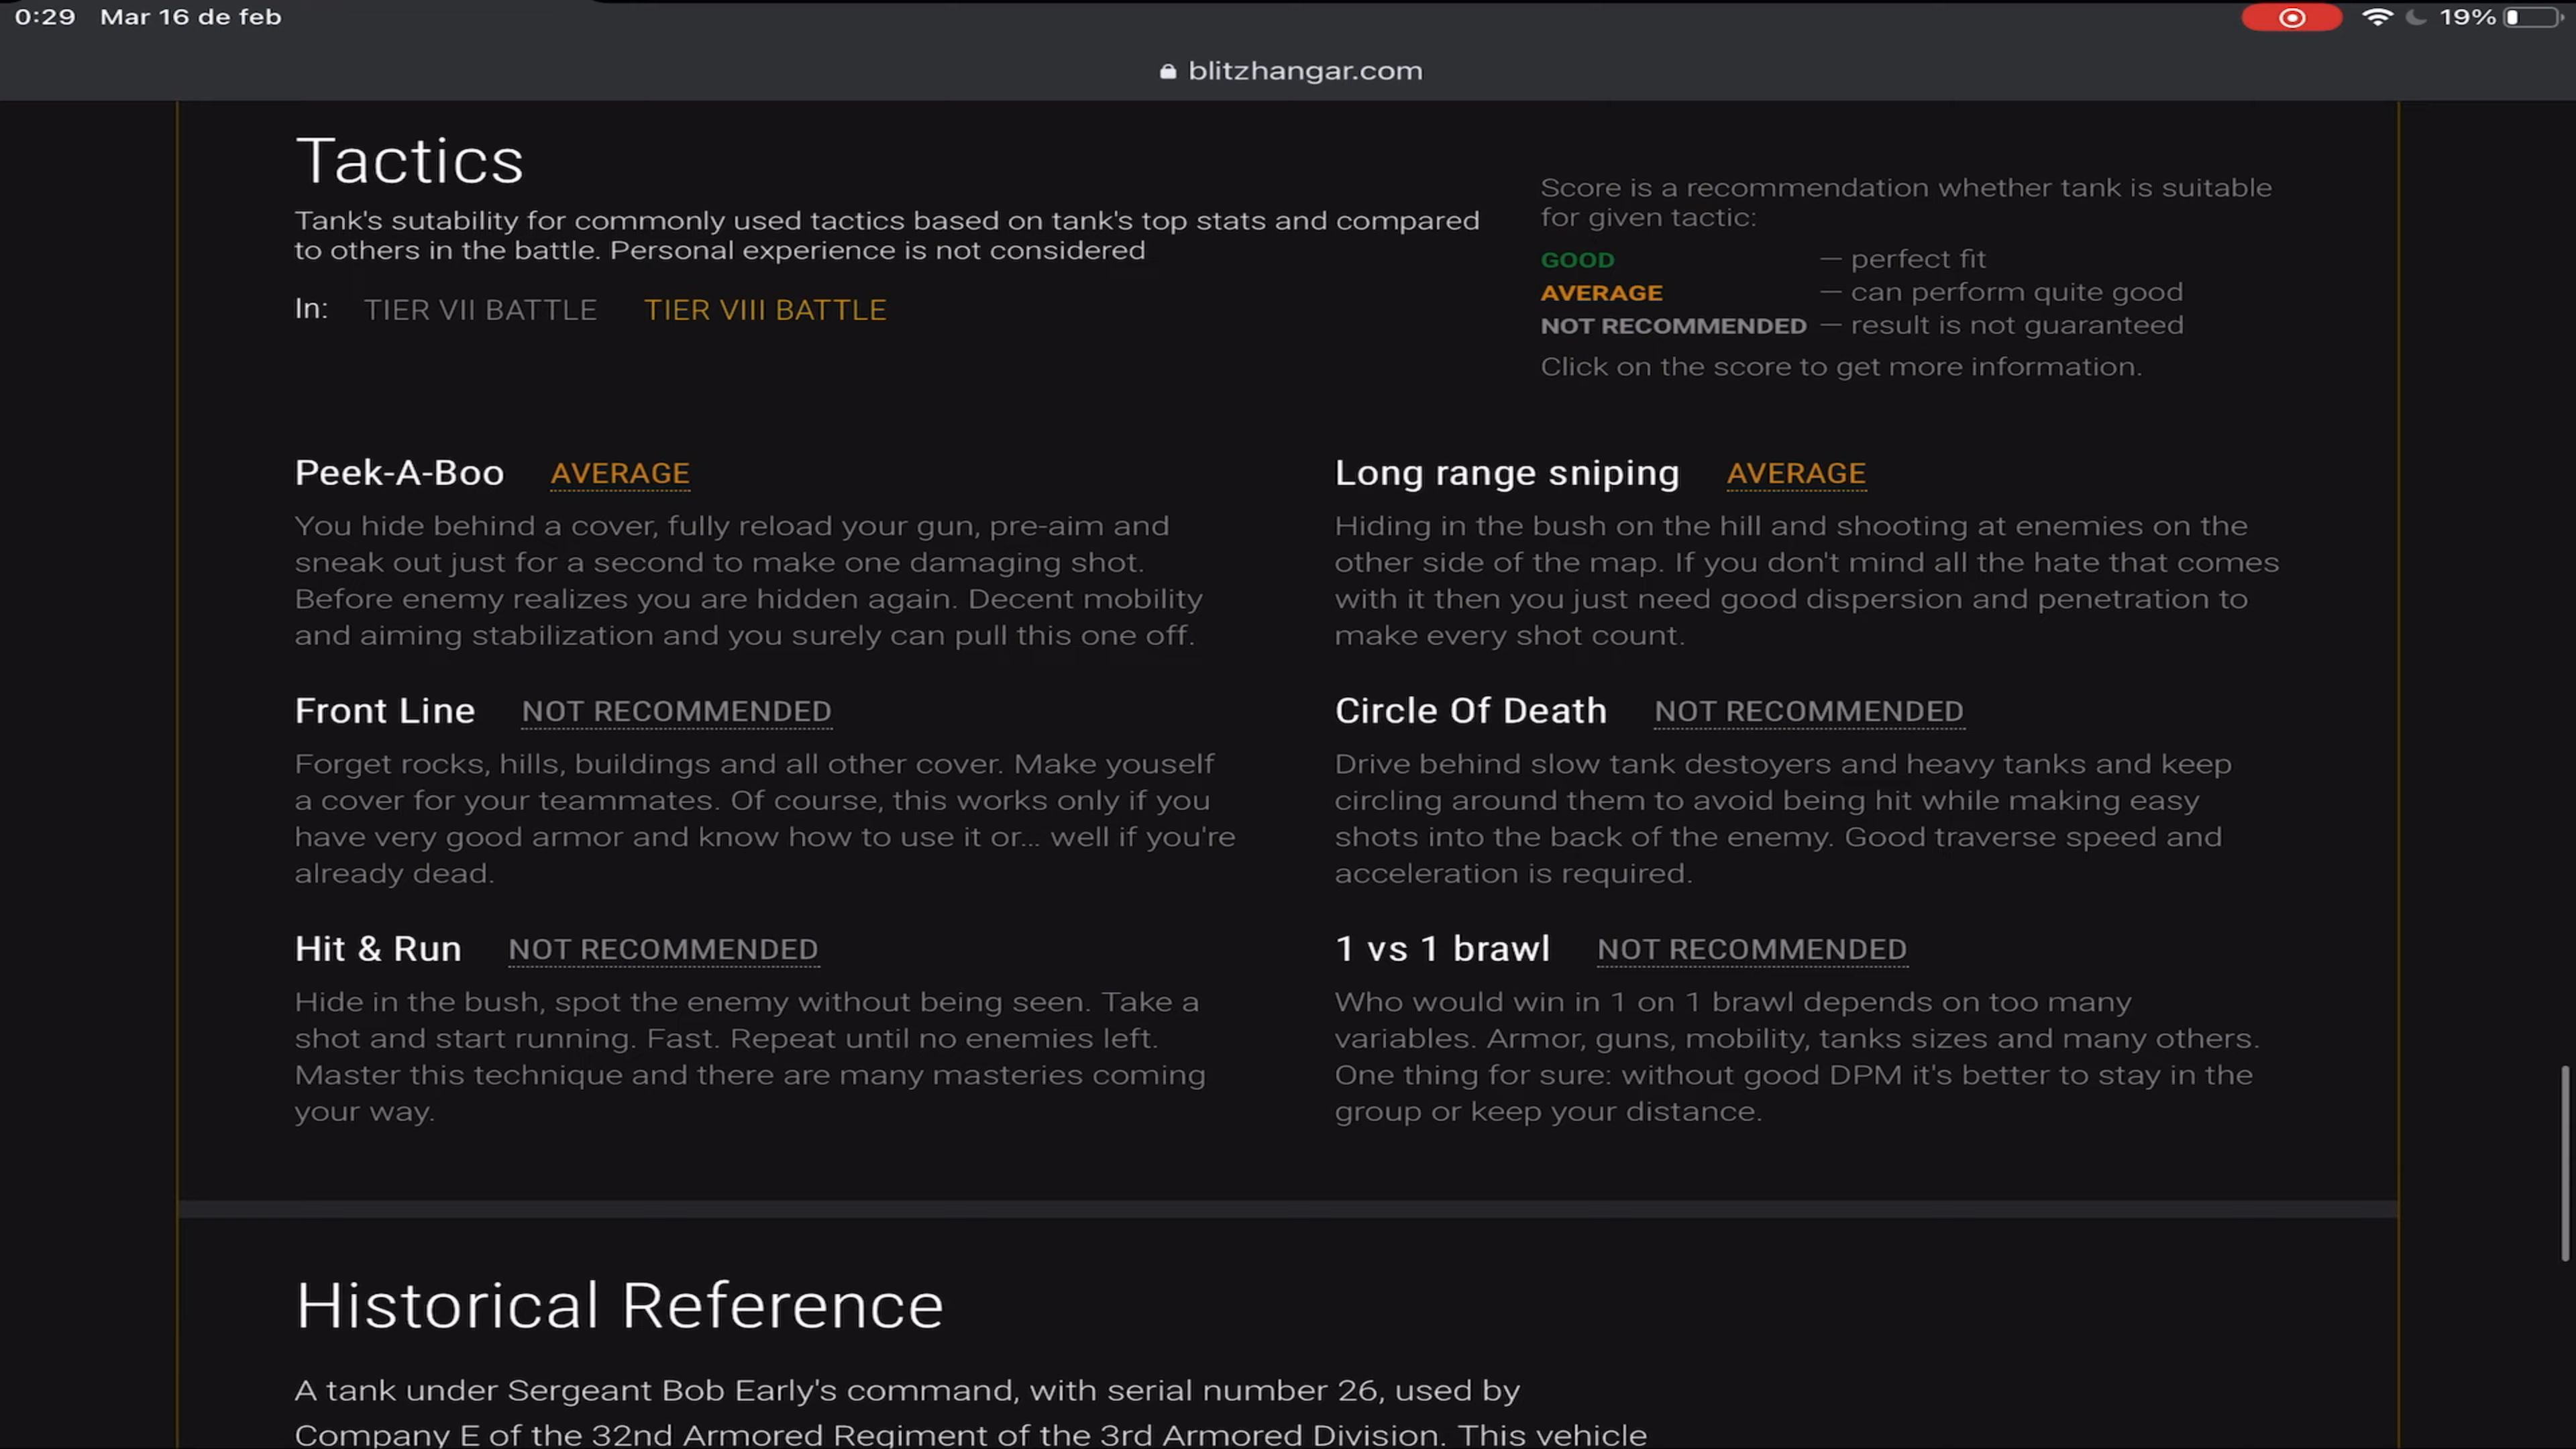 0:29 Mar 16 de feb
19%
blitzhangar.com
Tactics
Tank's sutability for commonly used tactics based on tank's top stats and compared
to others in the battle. Personal experience is not considered
In: TIER VII BATTLE TIER VIII BATTLE
Score is a recommendation whether tank is suitable
for given tactic:
GOOD — perfect fit
AVERAGE — can perform quite good
NOT RECOMMENDED — result is not guaranteed
Click on the score to get more information.
Peek-A-Boo AVERAGE
You hide behind a cover, fully reload your gun, pre-aim and
sneak out just for a second to make one damaging shot.
Before enemy realizes you are hidden again. Decent mobility
and aiming stabilization and you surely can pull this one off.
Long range sniping AVERAGE
Hiding in the bush on the hill and shooting at enemies on the
other side of the map. If you don't mind all the hate that comes
with it then you just need good dispersion and penetration to
make every shot count.
Front Line NOT RECOMMENDED
Forget rocks, hills, buildings and all other cover. Make youself
a cover for your teammates. Of course, this works only if you
have very good armor and know how to use it or... well if you're
already dead.
Circle Of Death NOT RECOMMENDED
Drive behind slow tank destoyers and heavy tanks and keep
circling around them to avoid being hit while making easy
shots into the back of the enemy. Good traverse speed and
acceleration is required.
Hit & Run NOT RECOMMENDED
Hide in the bush, spot the enemy without being seen. Take a
shot and start running. Fast. Repeat until no enemies left.
Master this technique and there are many masteries coming
your way.
1 vs 1 brawl NOT RECOMMENDED
Who would win in 1 on 1 brawl depends on too many
variables. Armor, guns, mobility, tanks sizes and many others.
One thing for sure: without good DPM it's better to stay in the
group or keep your distance.
Historical Reference
A tank under Sergeant Bob Early's command, with serial number 26, used by
Company E of the 32nd Armored Regiment of the 3rd Armored Division. This vehicle